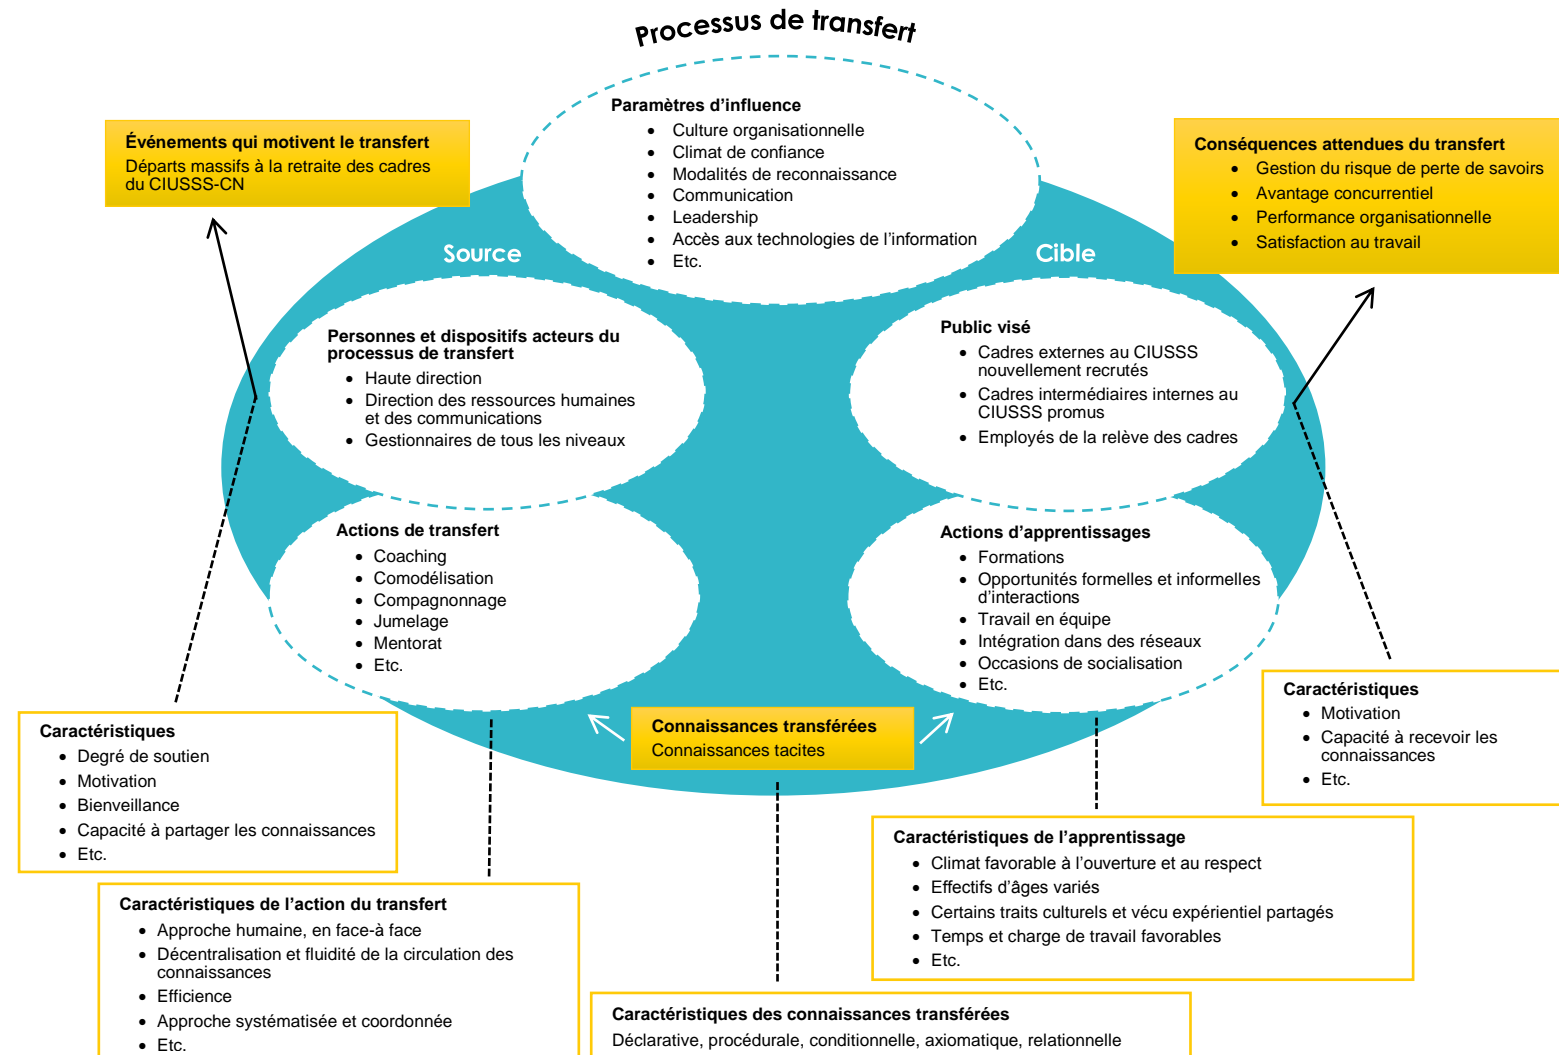 Processus de transfert
Paramètres d’influence
• Culture organisationnelle
• Climat de confiance
• Modalités de reconnaissance
• Communication
• Leadership
• Accès aux technologies de l’information
• Etc.
Événements qui motivent le transfert
Départs massifs à la retraite des cadres
du CIUSSS-CN
Conséquences attendues du transfert
• Gestion du risque de perte de savoirs
• Avantage concurrentiel
• Performance organisationnelle
• Satisfaction au travail
Source
Cible
Personnes et dispositifs acteurs du
processus de transfert
• Haute direction
• Direction des ressources humaines
et des communications
• Gestionnaires de tous les niveaux
Public visé
• Cadres externes au CIUSSS
nouvellement recrutés
• Cadres intermédiaires internes au
CIUSSS promus
• Employés de la relève des cadres
Actions de transfert
• Coaching
• Comodélisation
• Compagnonnage
• Jumelage
• Mentorat
• Etc.
Actions d’apprentissages
• Formations
• Opportunités formelles et informelles
d’interactions
• Travail en équipe
• Intégration dans des réseaux
• Occasions de socialisation
• Etc.
Connaissances transférées
Connaissances tacites
Caractéristiques
• Degré de soutien
• Motivation
• Bienveillance
• Capacité à partager les connaissances
• Etc.
Caractéristiques
• Motivation
• Capacité à recevoir les
connaissances
• Etc.
Caractéristiques de l’apprentissage
• Climat favorable à l’ouverture et au respect
• Effectifs d’âges variés
• Certains traits culturels et vécu expérientiel partagés
• Temps et charge de travail favorables
• Etc.
Caractéristiques de l’action du transfert
• Approche humaine, en face-à face
• Décentralisation et fluidité de la circulation des
connaissances
• Efficience
• Approche systématisée et coordonnée
• Etc.
Caractéristiques des connaissances transférées
Déclarative, procédurale, conditionnelle, axiomatique, relationnelle